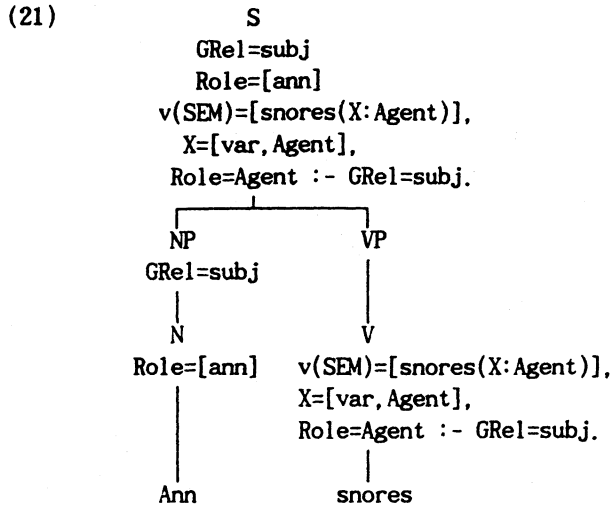 (21) S
GRel=subj
Role=[ann]
v(SEM)=[snores(X:Agent)],
X=[var,Agent],
Role=Agent :- GRel=subj.
NP VP
GRel=subj
N V
Role=[ann] v(SEM)=[snores(X:Agent)],
X=[var,Agent],
Role=Agent :- GRel=subj.
Ann snores